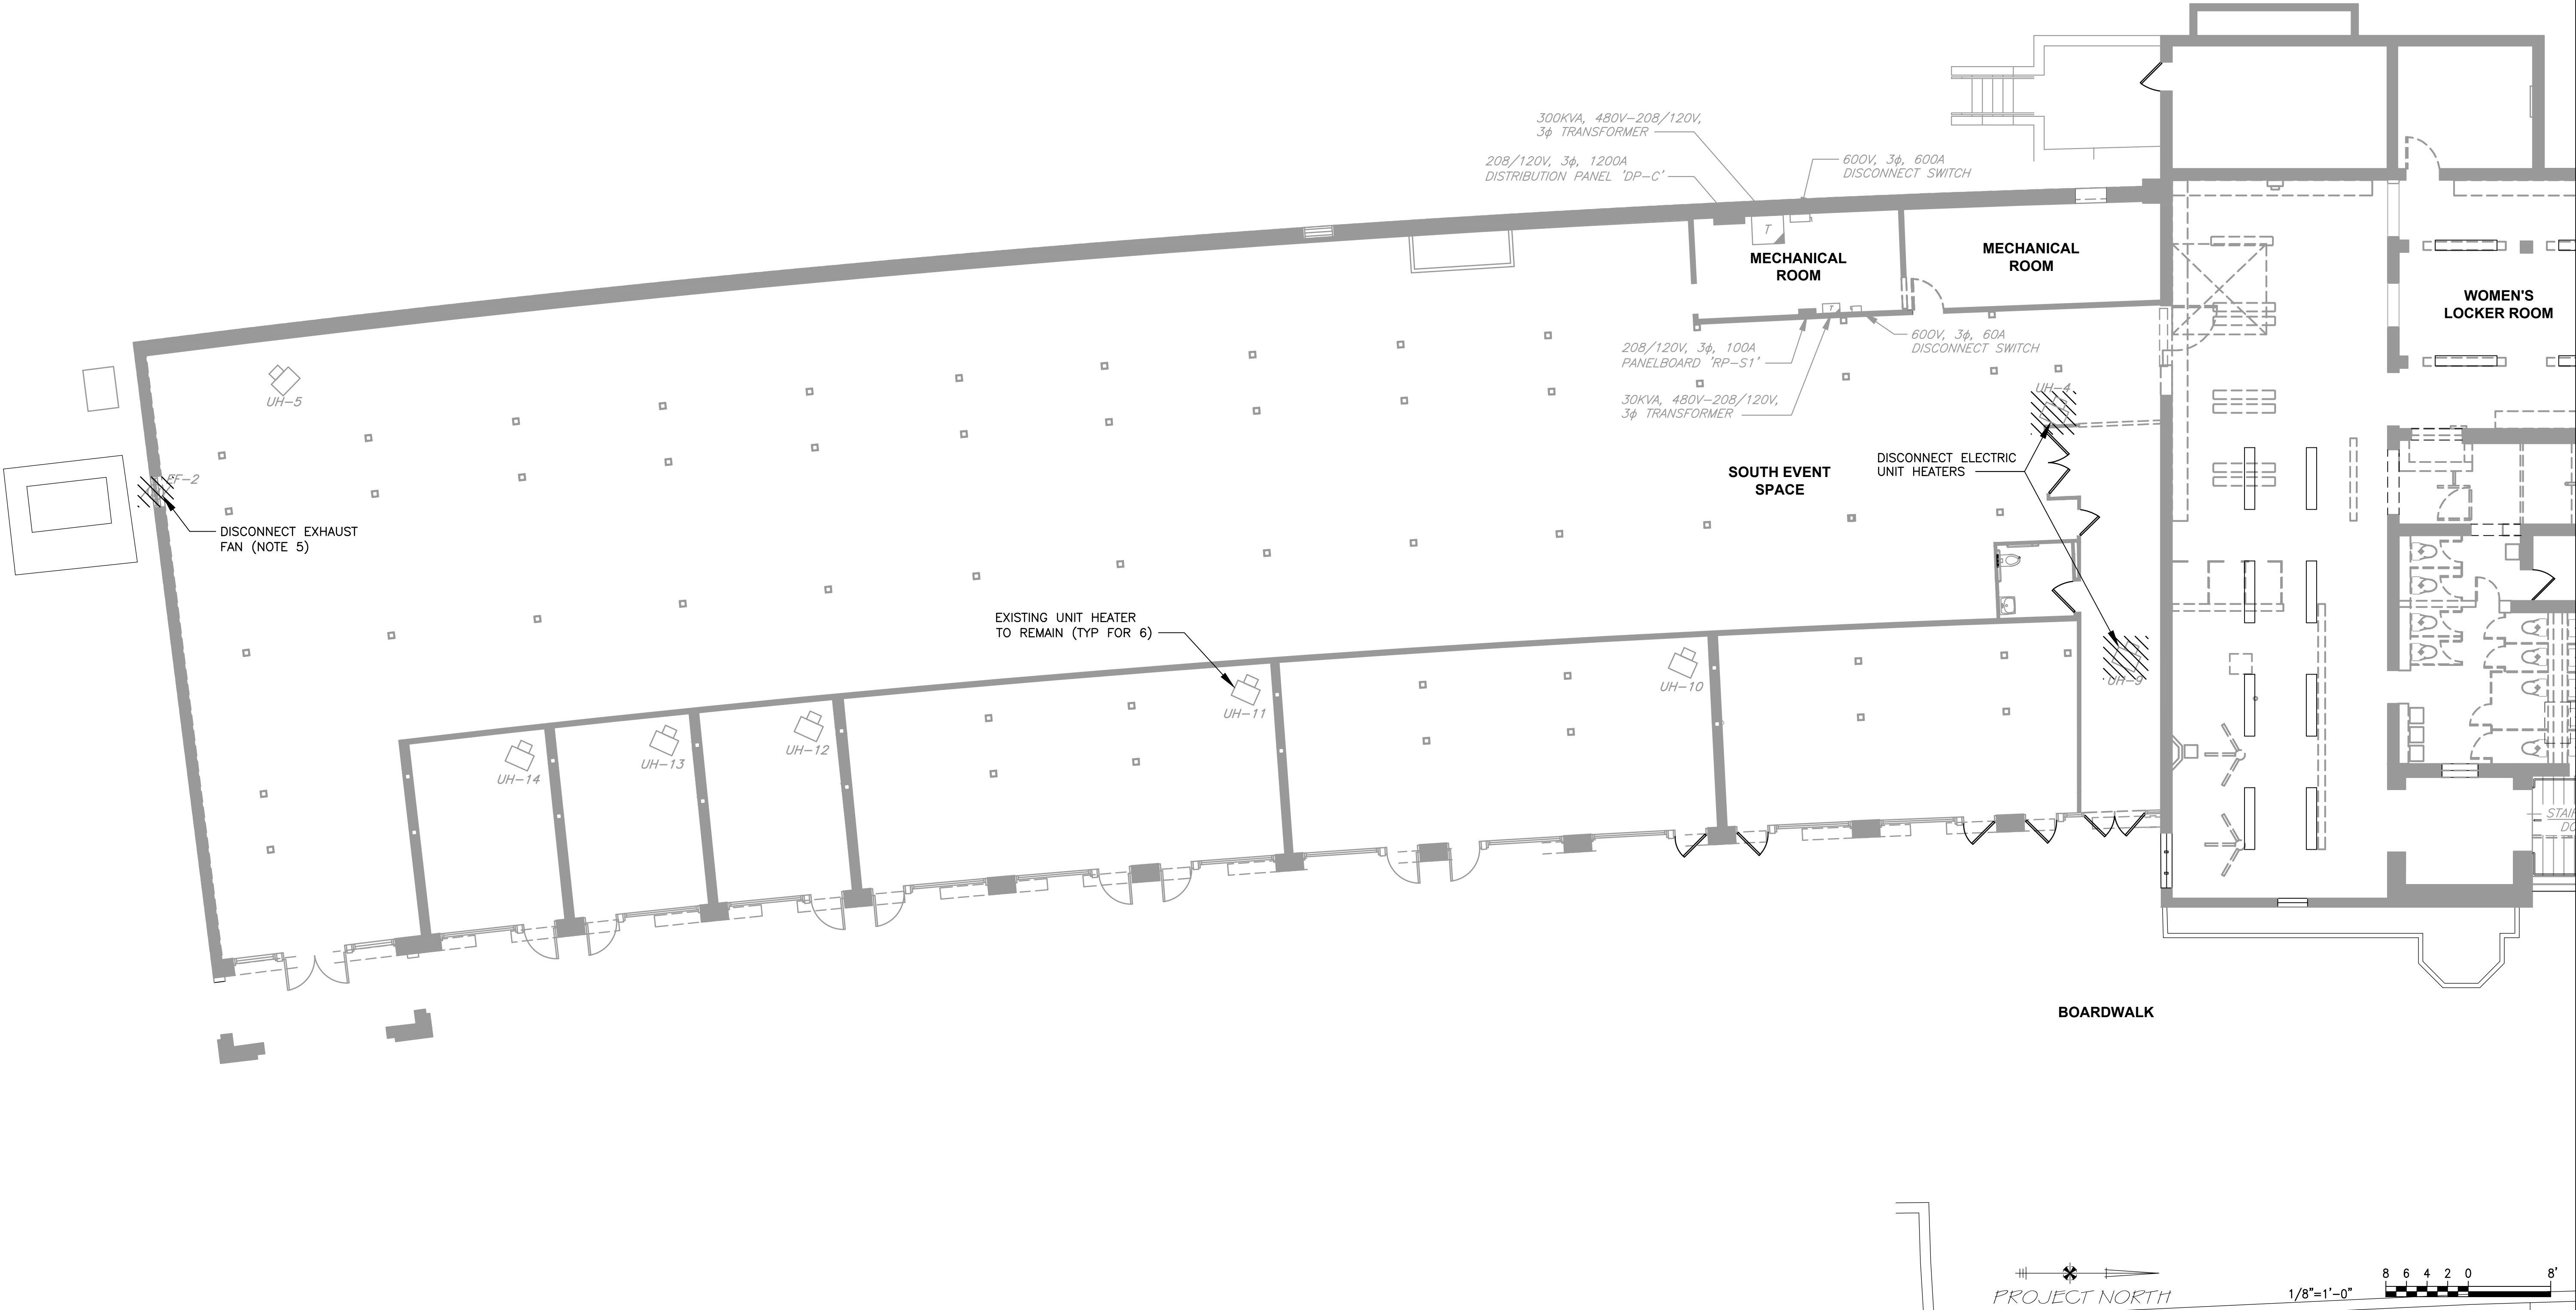 300KVA, 480V-208/120V,
3ϕ TRANSFORMER
208/120V, 3ϕ, 1200A
DISTRIBUTION PANEL 'DP-C'
600V, 3ϕ, 600A
DISCONNECT SWITCH
T
MECHANICAL
ROOM
MECHANICAL
ROOM
WOMEN'S
LOCKER ROOM
T
208/120V, 3ϕ, 100A
PANELBOARD 'RP-S1'
600V, 3ϕ, 60A
DISCONNECT SWITCH
30KVA, 480V-208/120V,
3ϕ TRANSFORMER
UH-5
UH-4
EF-2
DISCONNECT EXHAUST
FAN (NOTE 5)
SOUTH EVENT
SPACE
DISCONNECT ELECTRIC
UNIT HEATERS
EXISTING UNIT HEATER
TO REMAIN (TYP FOR 6)
UH-9
UH-10
UH-11
UH-12
UH-13
UH-14
BOARDWALK
PROJECT NORTH
1/8"=1'-0"
8 6 4 2 0 8'